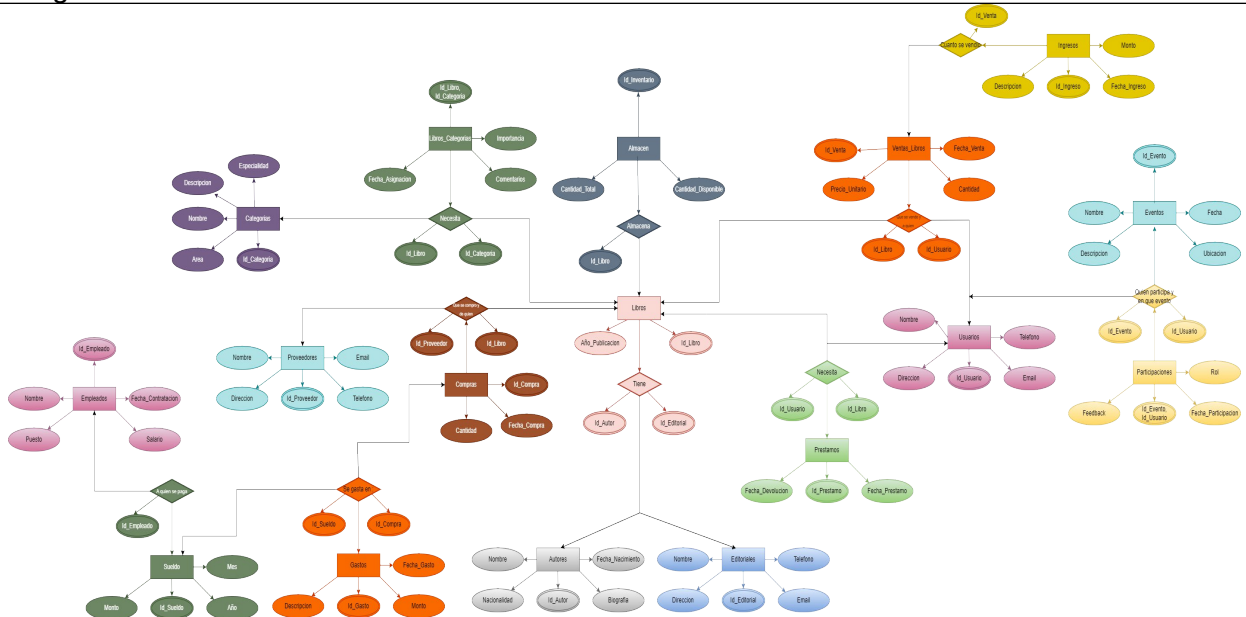 Id_Venta
Cuanto se vendio
Ingresos
Monto
Descripcion
Id_Ingreso
Fecha_Ingreso
Id_Libro,
Id_Categoria
Libros_Categorias
Importancia
Fecha_Asignacion
Comentarios
Necesita
Id_Libro
Id_Categoria
Id_Inventario
Almacen
Cantidad_Total
Cantidad_Disponible
Almacena
Id_Libro
Id_Venta
Ventas_Libros
Fecha_Venta
Precio_Unitario
Cantidad
Id_Libro
Id_Usuario
Id_Evento
Nombre
Eventos
Fecha
Descripcion
Ubicacion
Especialidad
Descripcion
Nombre
Categorias
Area
Id_Categoria
Quien participa y
en que evento
Id_Evento
Id_Usuario
Participaciones
Rol
Feedback
Id_Evento,
Id_Usuario
Fecha_Participacion
Libros
Año_Publicacion
Id_Libro
Tiene
Id_Autor
Id_Editorial
Que se compra y
de quien
Id_Proveedor
Id_Libro
Nombre
Proveedores
Email
Direccion
Id_Proveedor
Telefono
Compras
Id_Compra
Cantidad
Fecha_Compra
Nombre
Usuarios
Telefono
Direccion
Id_Usuario
Email
Necesita
Id_Usuario
Id_Libro
Prestamos
Fecha_Devolucion
Id_Prestamo
Fecha_Prestamo
Id_Empleado
Nombre
Empleados
Fecha_Contratacion
Puesto
Salario
A quien se paga
Id_Empleado
Sueldo
Mes
Monto
Id_Sueldo
Año
Se gasta en
Id_Sueldo
Id_Compra
Gastos
Fecha_Gasto
Descripcion
Id_Gasto
Monto
Nombre
Autores
Fecha_Nacimiento
Nacionalidad
Id_Autor
Biografia
Nombre
Editoriales
Telefono
Direccion
Id_Editorial
Email